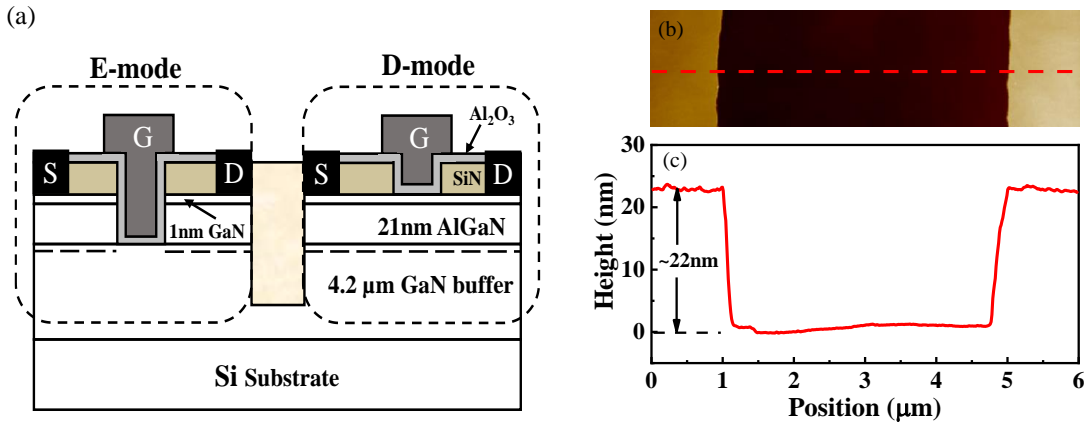 (a)
E-mode
D-mode
Al₂O₃
G
G
S
D
S
SiN
D
1nm GaN
21nm AlGaN
4.2 μm GaN buffer
Si Substrate
(b)
(c)
30
20
10
0
~22nm
Height (nm)
0 1 2 3 4 5 6
Position (μm)